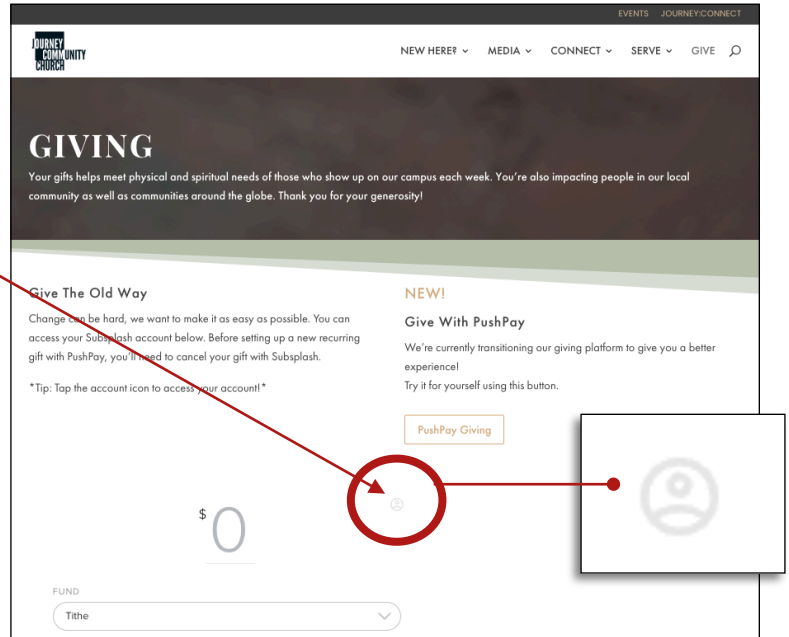 EVENTS JOURNEY:CONNECT
JOURNEY
COMMUNITY
CHURCH
NEW HERE? MEDIA CONNECT SERVE GIVE
GIVING
Your gifts helps meet physical and spiritual needs of those who show up on our campus each week. You're also impacting people in our local
community as well as communities around the globe. Thank you for your generosity!
Give The Old Way
Change can be hard, we want to make it as easy as possible. You can
access your Subsplash account below. Before setting up a new recurring
gift with PushPay, you'll need to cancel your gift with Subsplash.
*Tip: Tap the account icon to access your account!*
NEW!
Give With PushPay
We're currently transitioning our giving platform to give you a better
experience!
Try it for yourself using this button.
PushPay Giving
$0
FUND
Tithe